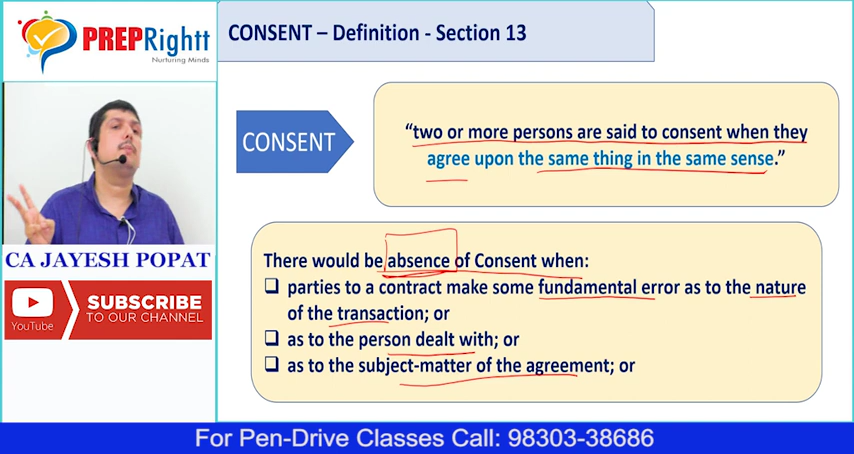 PREPRightt
Nurturing Minds
CONSENT – Definition - Section 13
CONSENT
“two or more persons are said to consent when they
agree upon the same thing in the same sense.”
CA JAYESH POPAT
YouTube
SUBSCRIBE
TO OUR CHANNEL
There would be absence of Consent when:
❑ parties to a contract make some fundamental error as to the nature
of the transaction; or
❑ as to the person dealt with; or
❑ as to the subject-matter of the agreement; or
For Pen-Drive Classes Call: 98303-38686